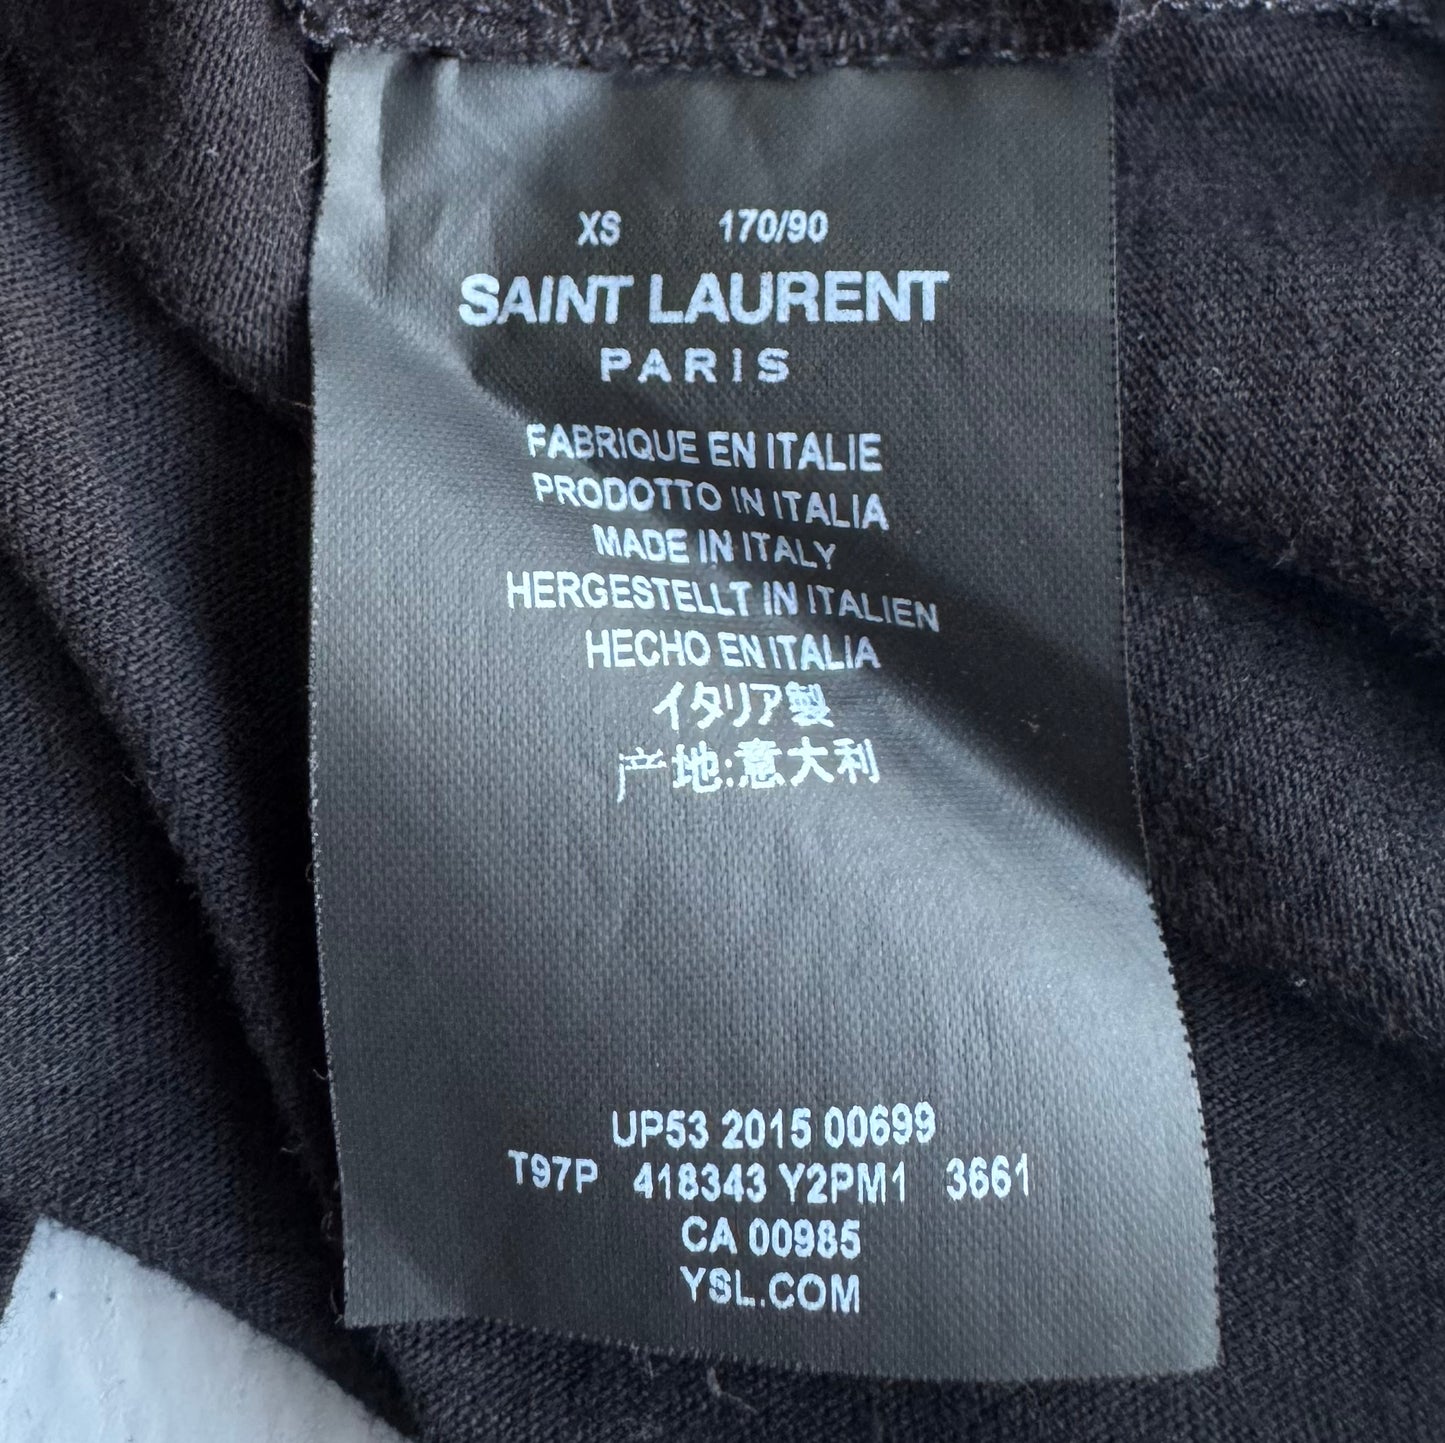 XS 170/90
SAINT LAURENT
PARIS
FABRIQUE EN ITALIE
PRODOTTO IN ITALIA
MADE IN ITALY
HERGESTELLT IN ITALIEN
HECHO EN ITALIA
イタリア製
产地:意大利
UP53 2015 00699
T97P 418343 Y2PM1 3661
CA 00985
YSL.COM